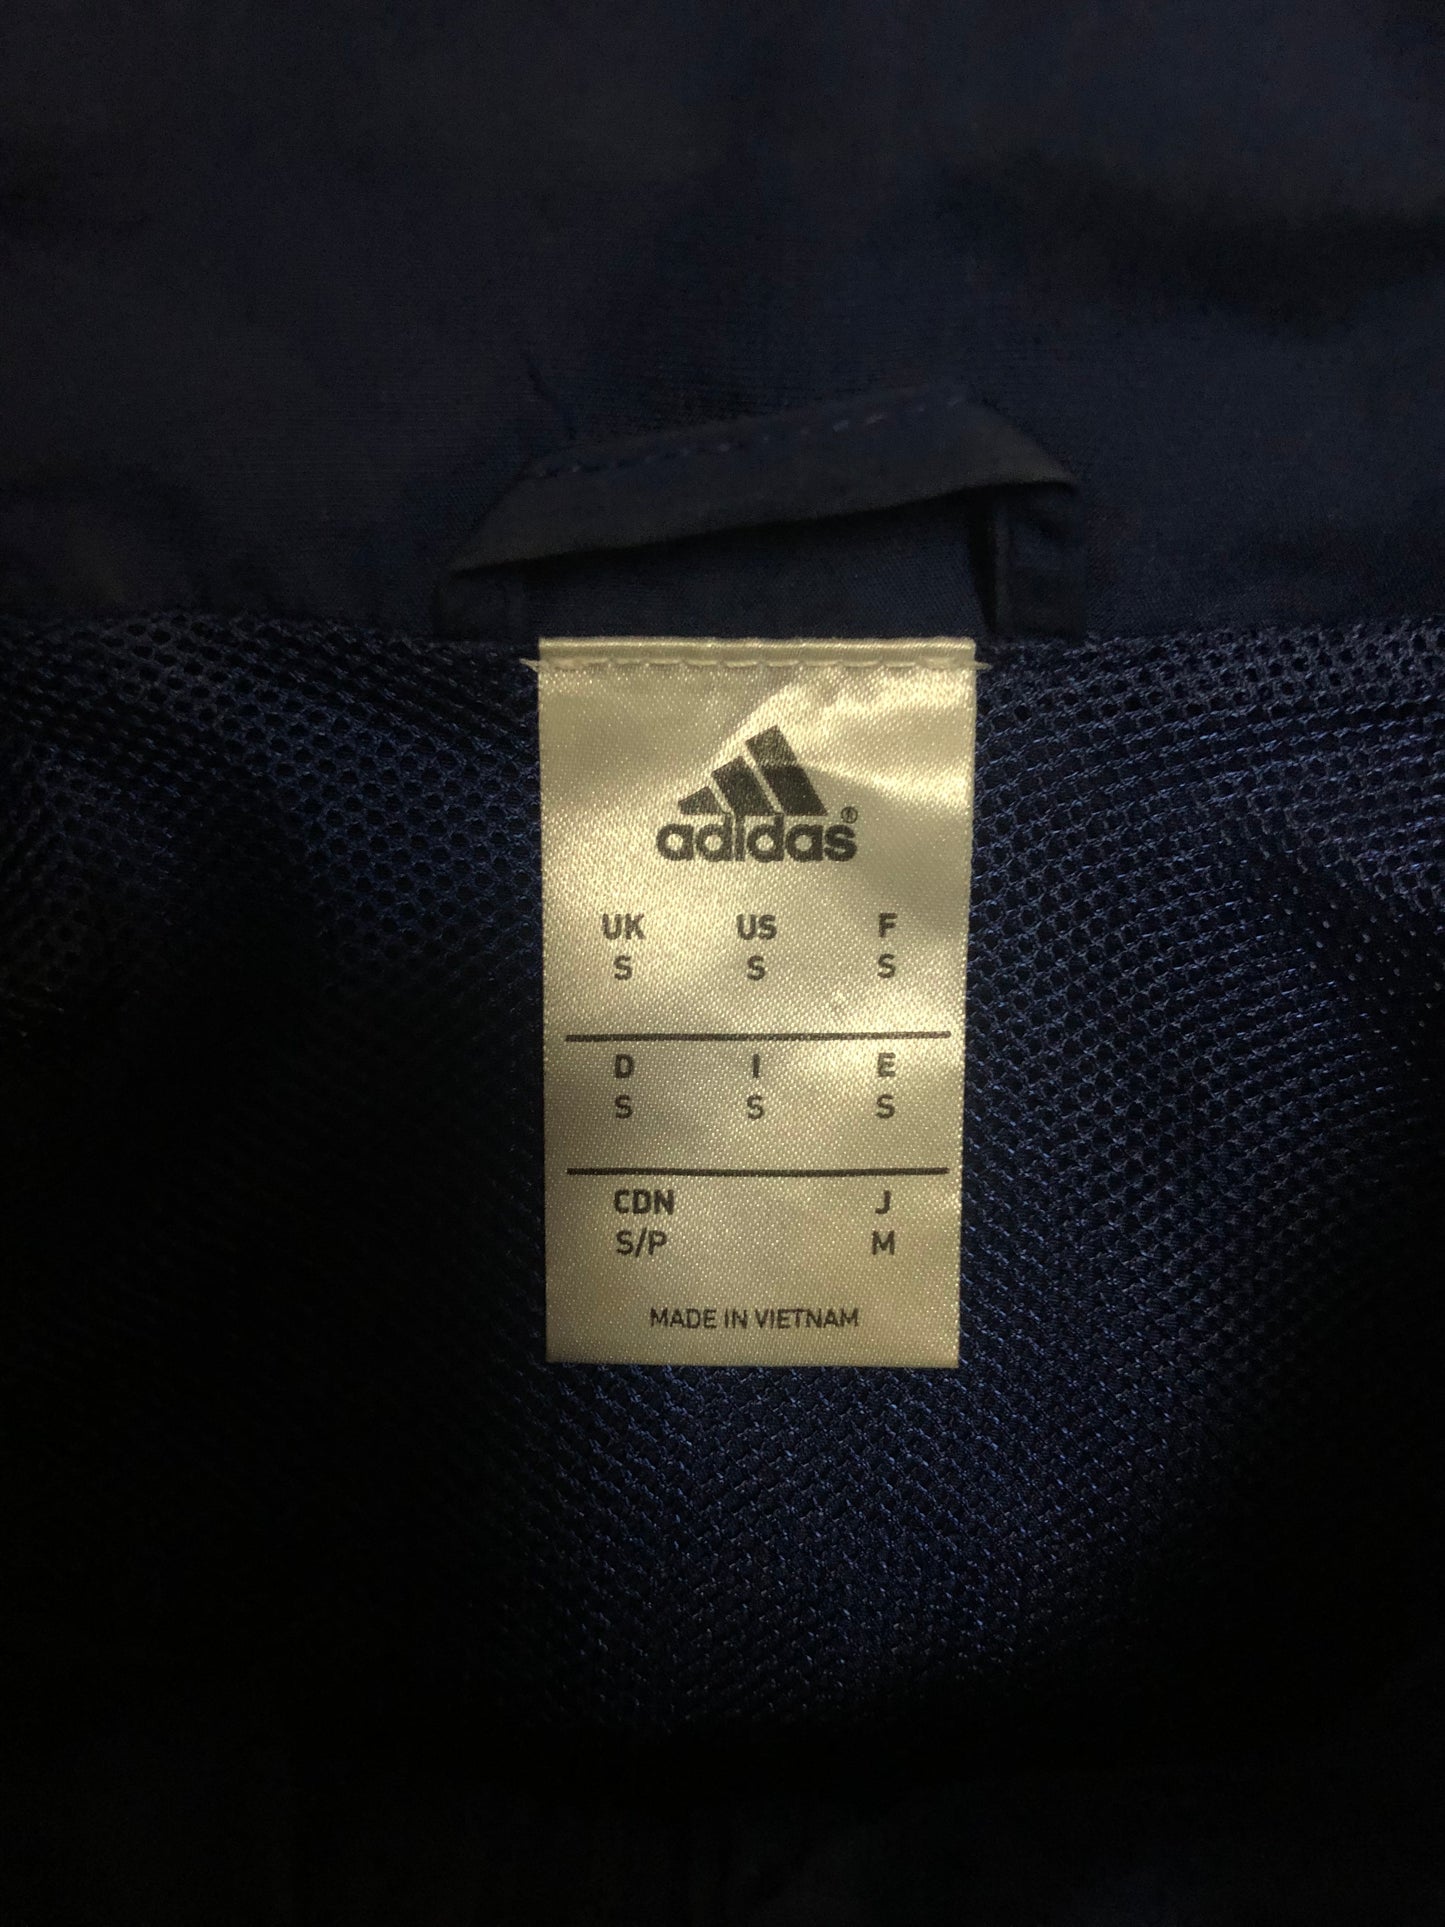 adidas®
UK US F
S S S
D I E
S S S
CDN J
S/P M
MADE IN VIETNAM